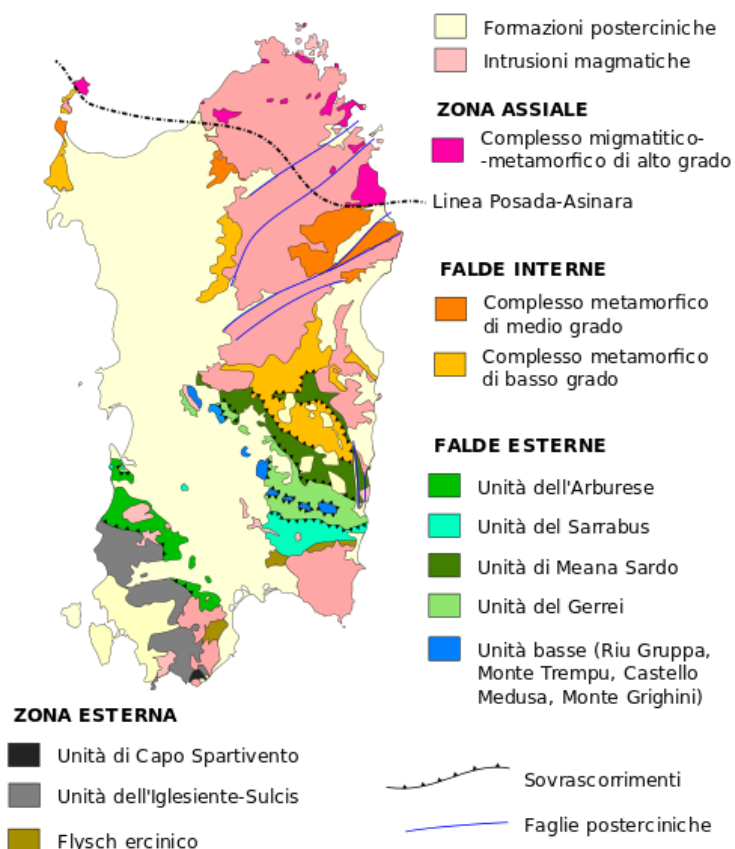 Formazioni posterciniche
Intrusioni magmatiche
ZONA ASSIALE
Complesso migmatitico-
-metamorfico di alto grado
Linea Posada-Asinara
FALDE INTERNE
Complesso metamorfico
di medio grado
Complesso metamorfico
di basso grado
FALDE ESTERNE
Unità dell'Arburese
Unità del Sarrabus
Unità di Meana Sardo
Unità del Gerrei
Unità basse (Riu Gruppa,
Monte Trempu, Castello
Medusa, Monte Grighini)
ZONA ESTERNA
Unità di Capo Spartivento
Unità dell'Iglesiente-Sulcis
Flysch ercinico
Sovrascorrimenti
Faglie posterciniche